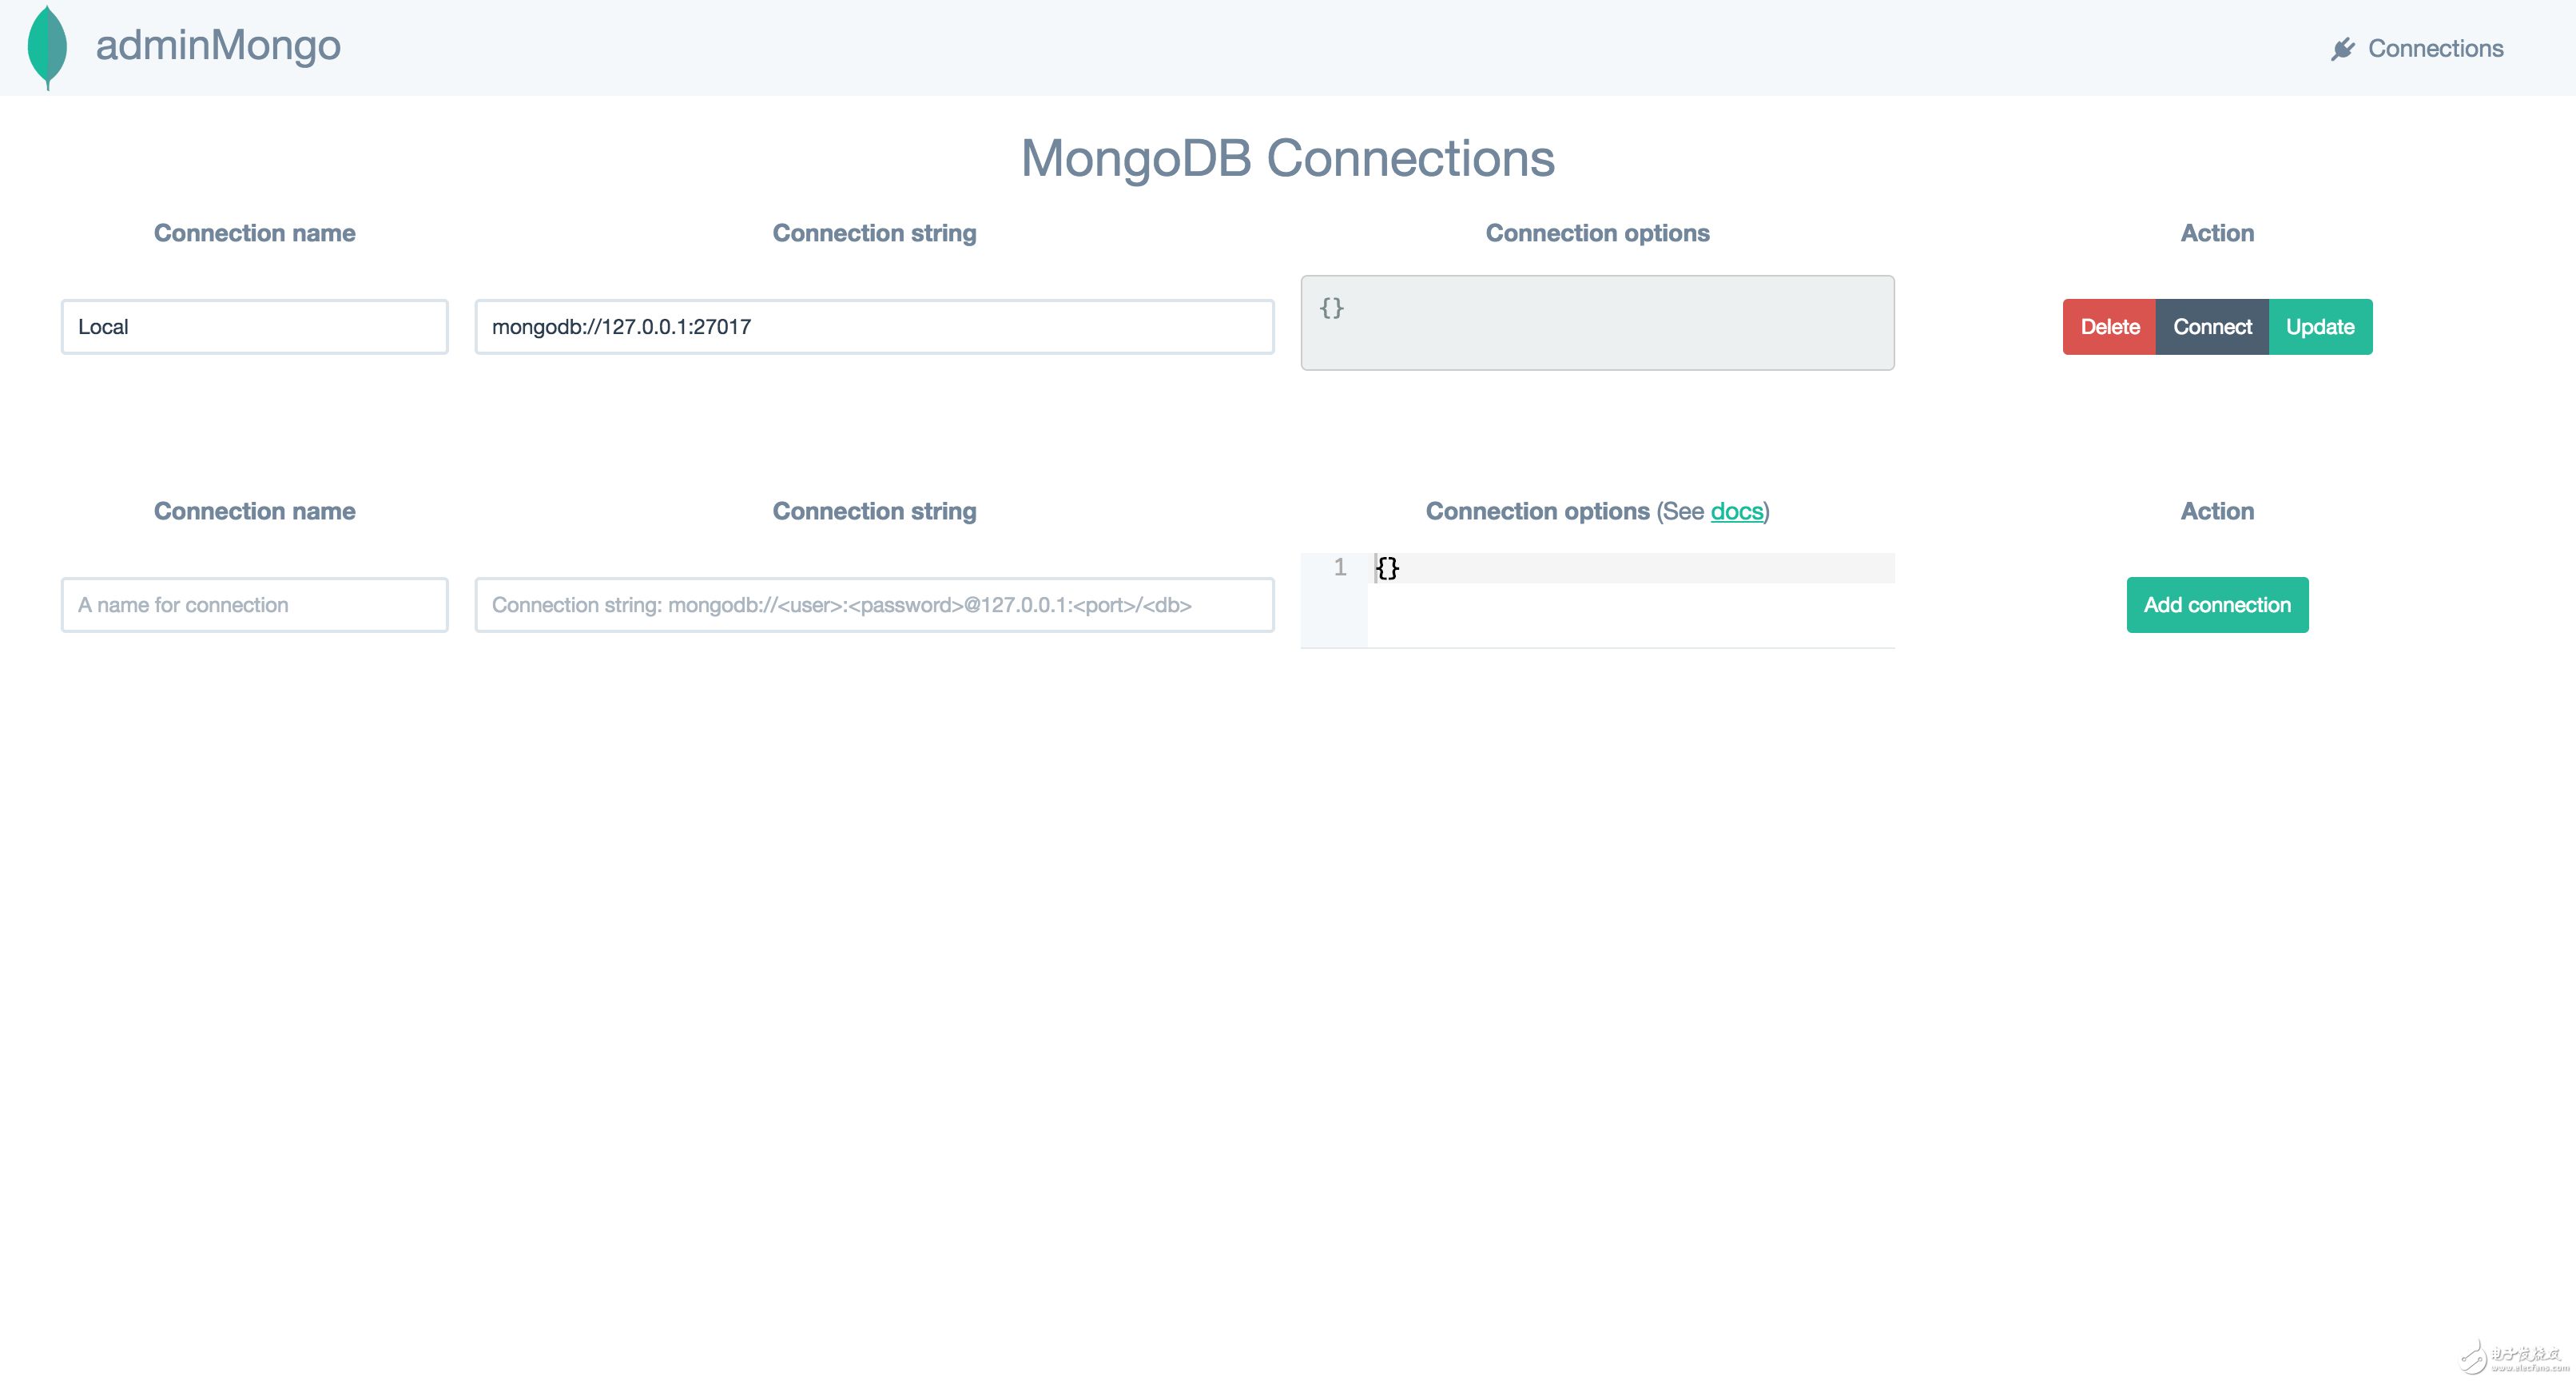 adminMongo
Connections
MongoDB Connections
Connection name Connection string Connection options Action
Local mongodb://127.0.0.1:27017 {} Delete Connect Update
Connection name Connection string Connection options (See docs) Action
A name for connection Connection string: mongodb://<user>:<password>@127.0.0.1:<port>/<db> 1 {} Add connection
电子发烧友
www.elecfans.com